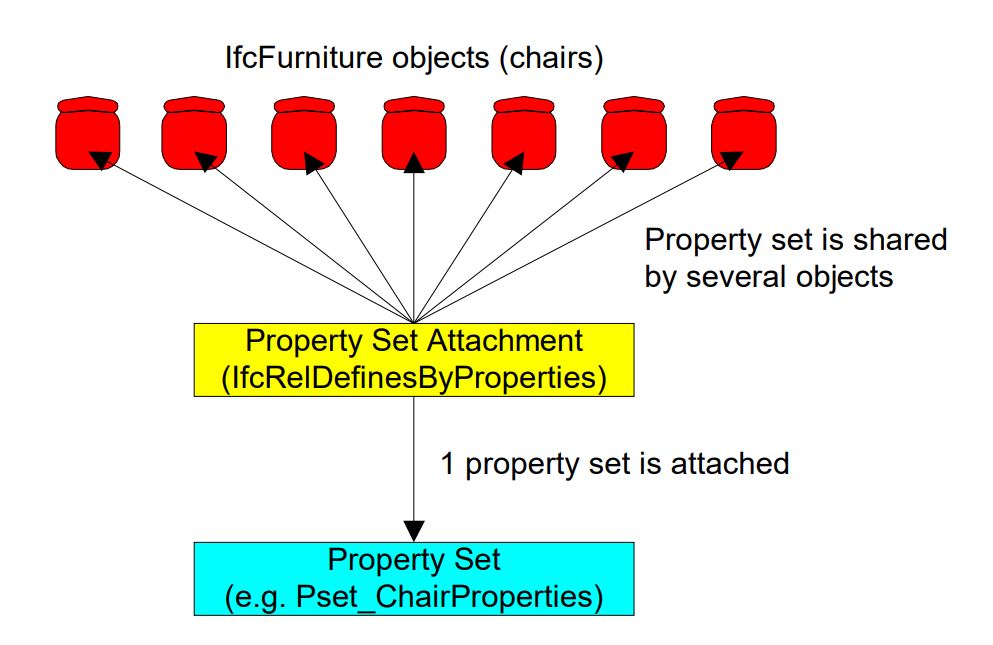 IfcFurniture objects (chairs)
Property set is shared
by several objects
Property Set Attachment
(IfcRelDefinesByProperties)
1 property set is attached
Property Set
(e.g. Pset_ChairProperties)